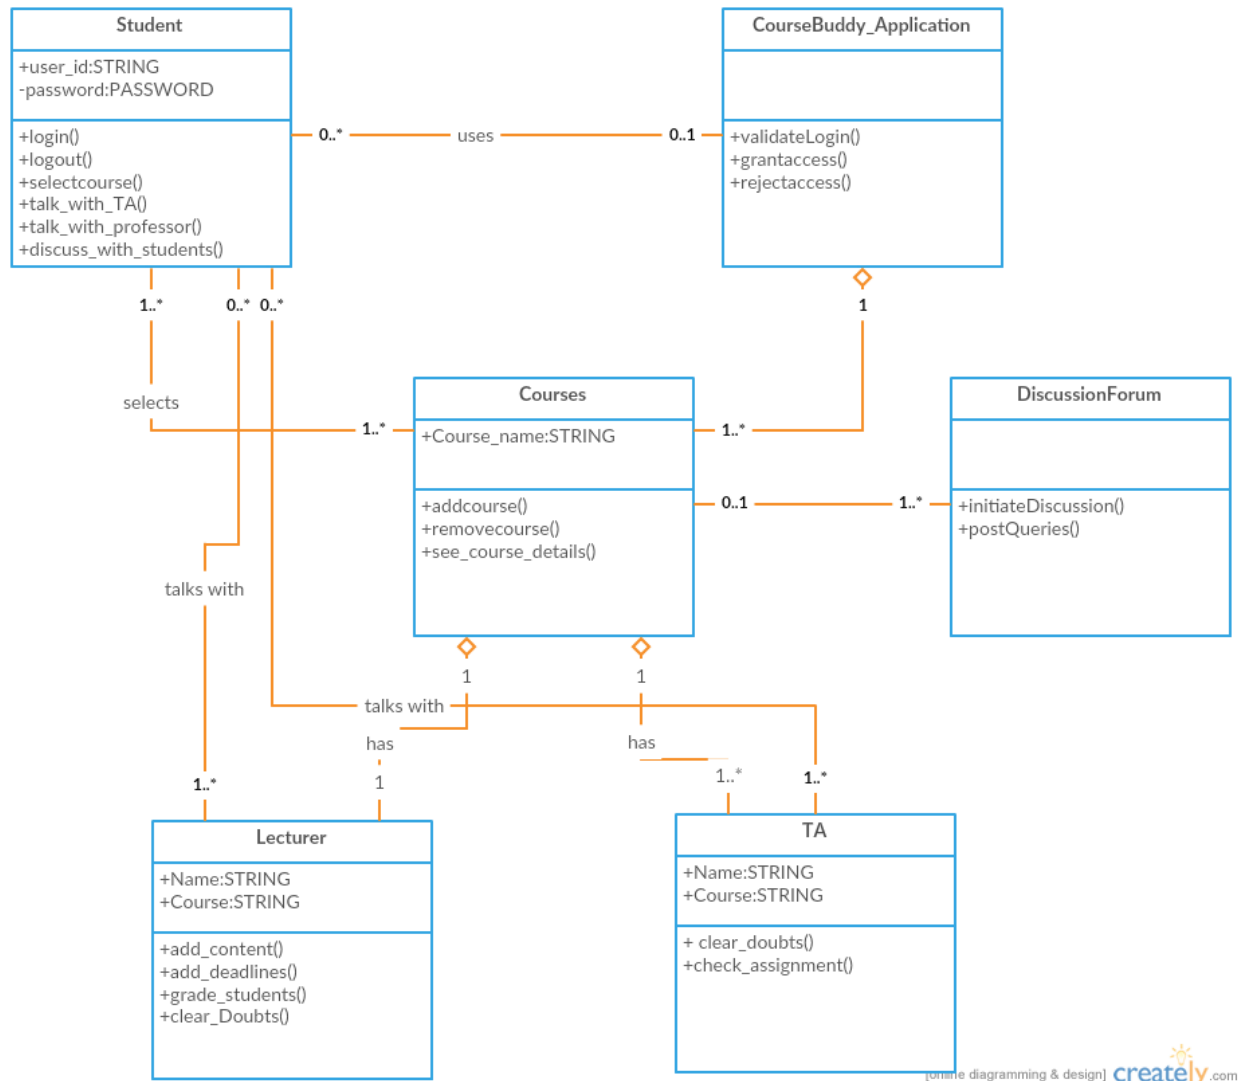 Student
+user_id:STRING
-password:PASSWORD
+login()
+logout()
+selectcourse()
+talk_with_TA()
+talk_with_professor()
+discuss_with_students()
0..*
uses
0..1
CourseBuddy_Application
+validateLogin()
+grantaccess()
+rejectaccess()
1..*
0..*
0..*
1
selects
1..*
Courses
+Course_name:STRING
+addcourse()
+removecourse()
+see_course_details()
1..*
0..1
1..*
DiscussionForum
+initiateDiscussion()
+postQueries()
talks with
1
1
talks with
has
has
1..*
1
1..*
1..*
Lecturer
+Name:STRING
+Course:STRING
+add_content()
+add_deadlines()
+grade_students()
+clear_Doubts()
TA
+Name:STRING
+Course:STRING
+ clear_doubts()
+check_assignment()
[online diagramming & design] creately.com